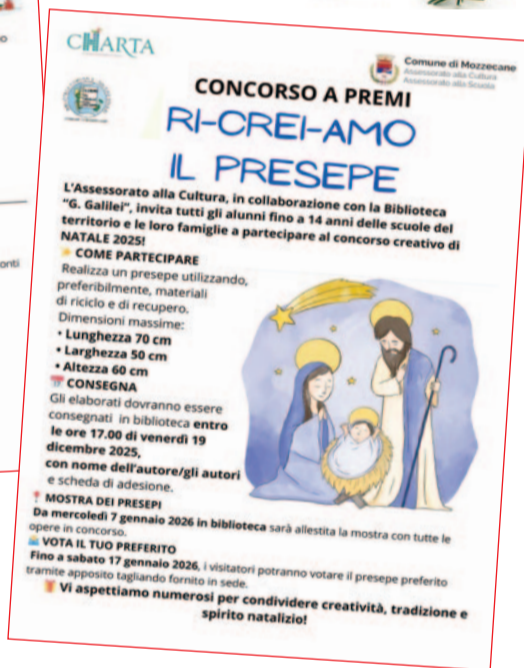 CHARTA
Comune di Mozzecane
Assessorato alla Cultura
Assessorato alla Scuola
CONCORSO A PREMI
RI-CREI-AMO
IL PRESEPE
L'Assessorato alla Cultura, in collaborazione con la Biblioteca
"G. Galilei", invita tutti gli alunni fino a 14 anni delle scuole del
territorio e le loro famiglie a partecipare al concorso creativo di
NATALE 2025!
COME PARTECIPARE
Realizza un presepe utilizzando,
preferibilmente, materiali
di riciclo e di recupero.
Dimensioni massime:
• Lunghezza 70 cm
• Larghezza 50 cm
• Altezza 60 cm
CONSEGNA
Gli elaborati dovranno essere
consegnati in biblioteca entro
le ore 17.00 di venerdì 19
dicembre 2025,
con nome dell'autore/gli autori
e scheda di adesione.
MOSTRA DEI PRESEPI
Da mercoledì 7 gennaio 2026 in biblioteca sarà allestita la mostra con tutte le
opere in concorso.
VOTA IL TUO PREFERITO
Fino a sabato 17 gennaio 2026, i visitatori potranno votare il presepe preferito
tramite apposito tagliando fornito in sede.
Vi aspettiamo numerosi per condividere creatività, tradizione e
spirito natalizio!
onti